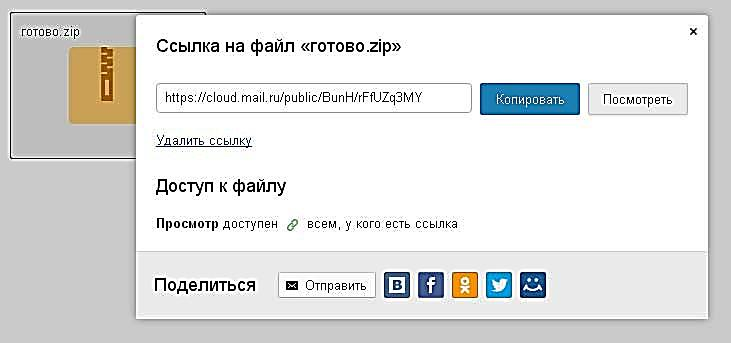 готово.zip
Ссылка на файл «готово.zip»
https://cloud.mail.ru/public/BunH/rFfUZq3MY
Копировать
Посмотреть
Удалить ссылку
Доступ к файлу
Просмотр доступен всем, у кого есть ссылка
Поделиться
Отправить